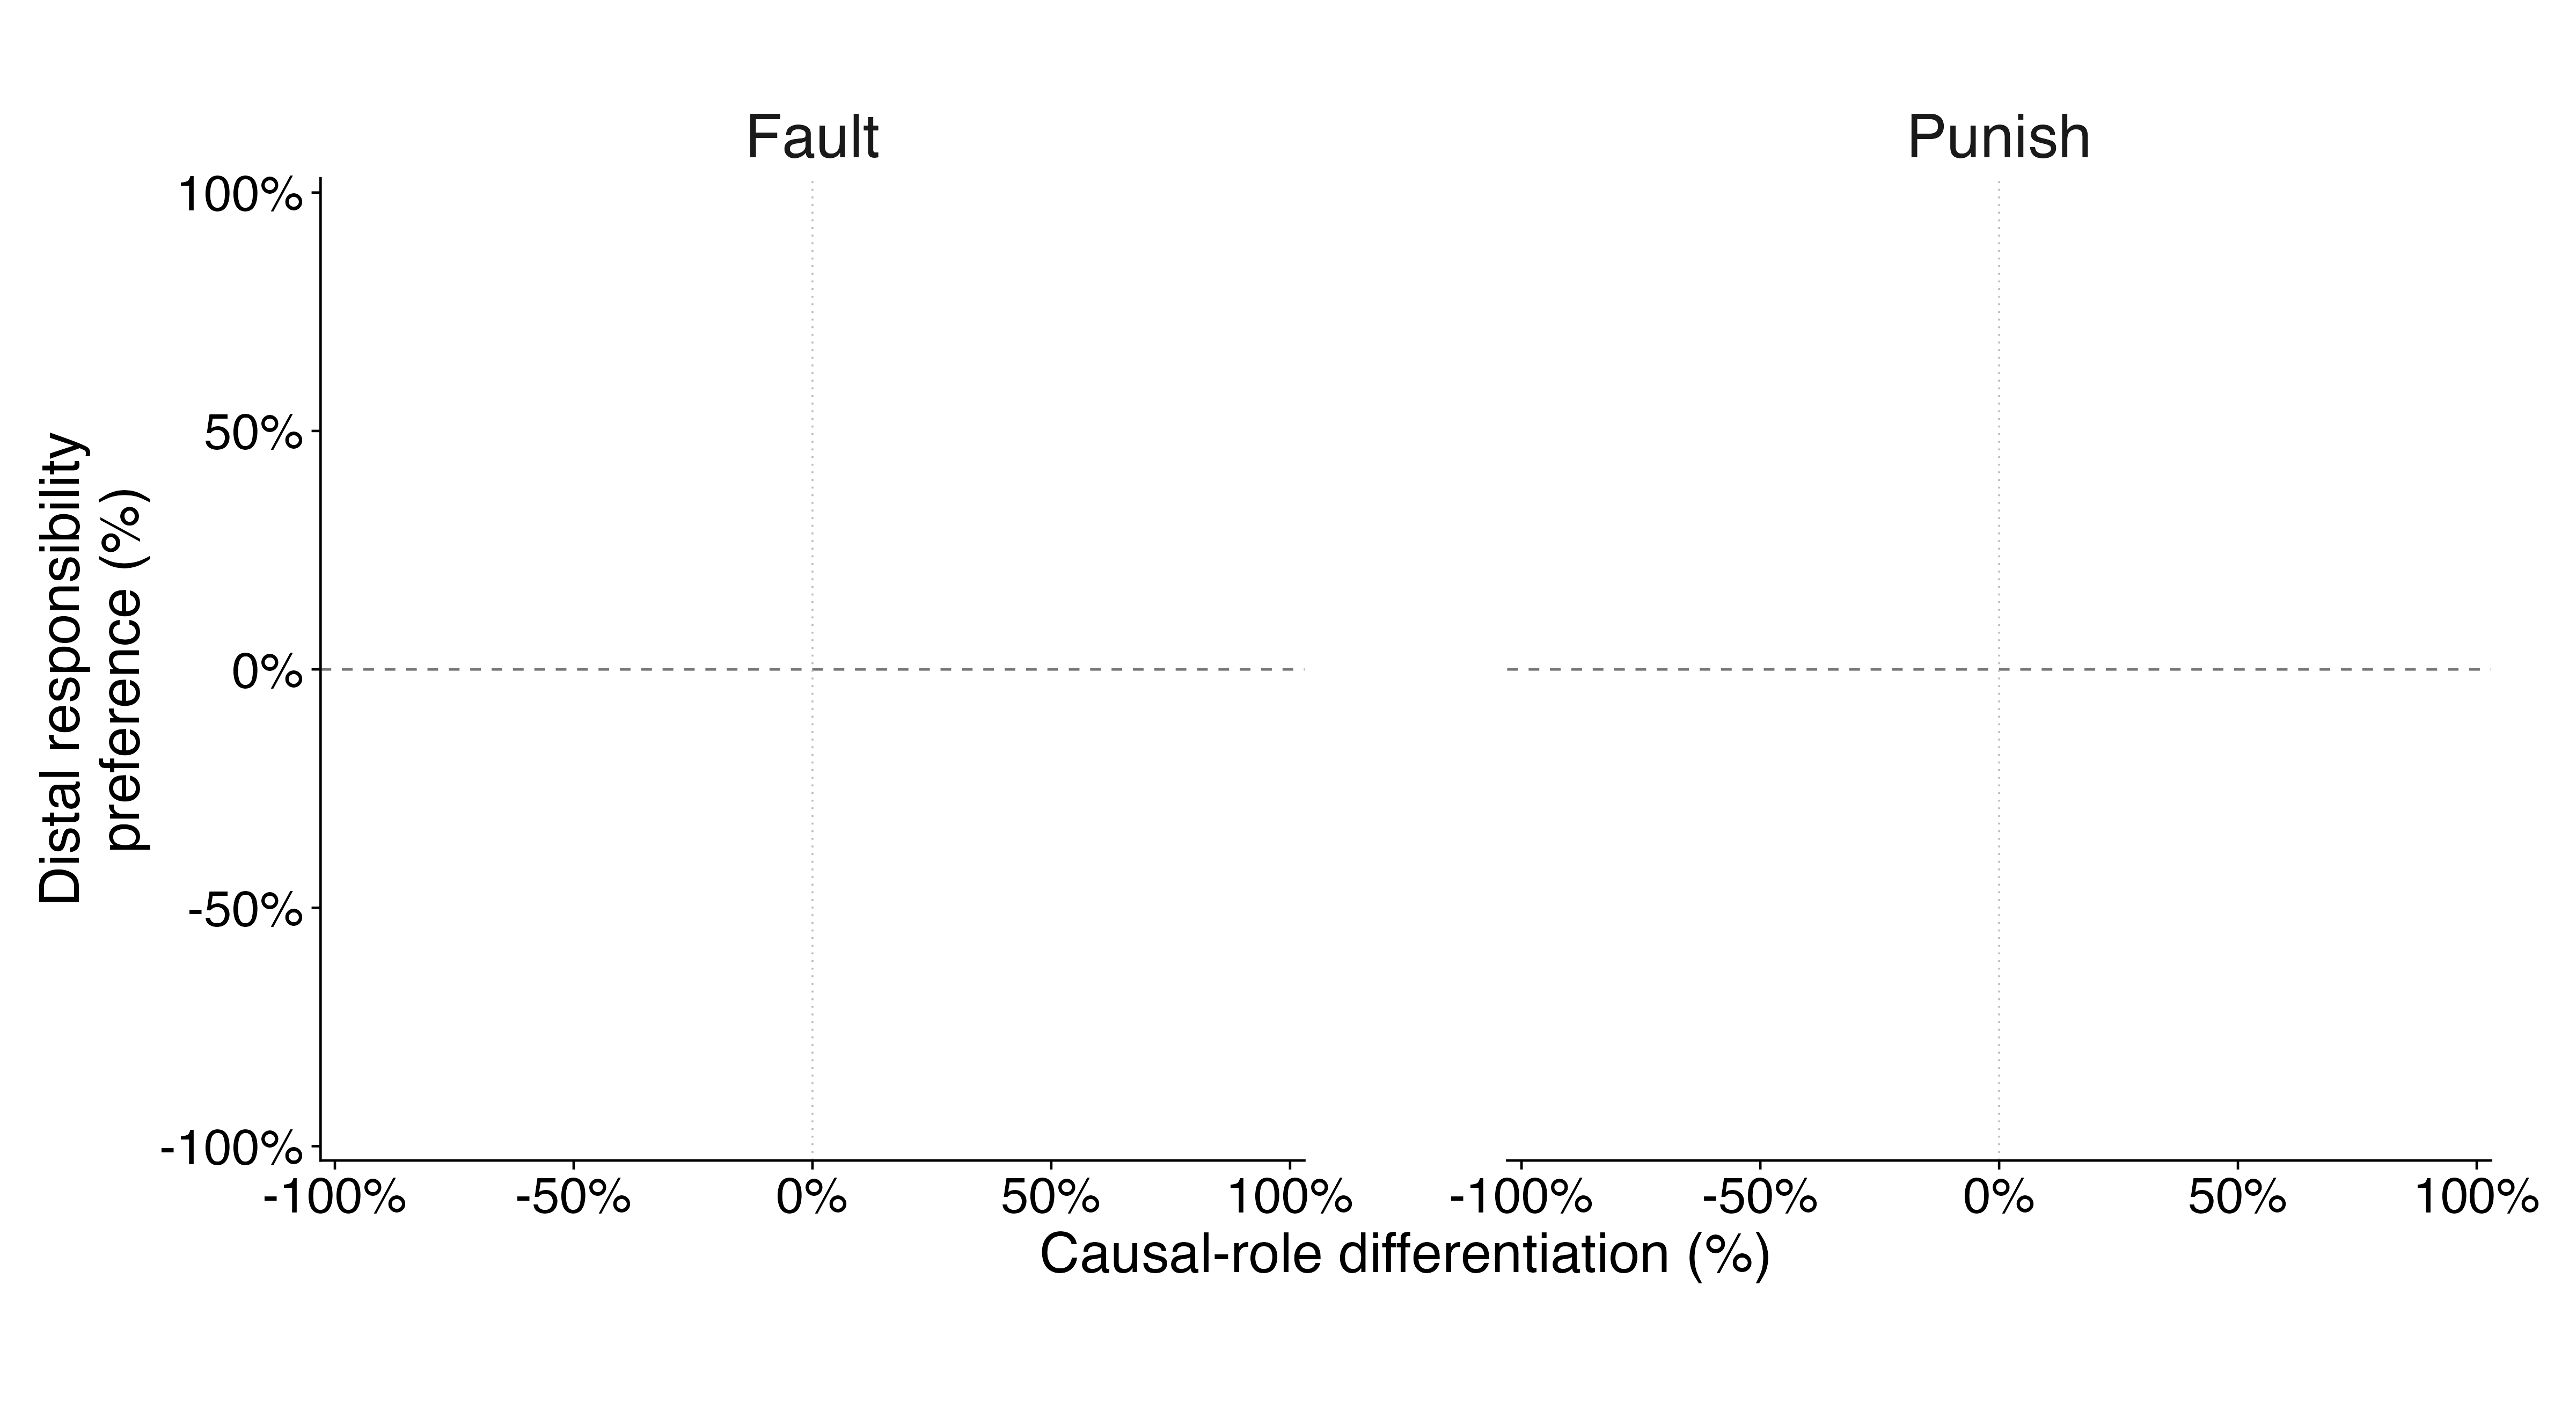 Fault
Punish
100%
50%
0%
-50%
-100%
Distal responsibility
preference (%)
-100% -50% 0% 50% 100%
-100% -50% 0% 50% 100%
Causal-role differentiation (%)